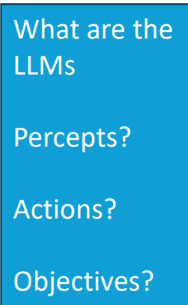 What are the
LLMs
Percepts?
Actions?
Objectives?